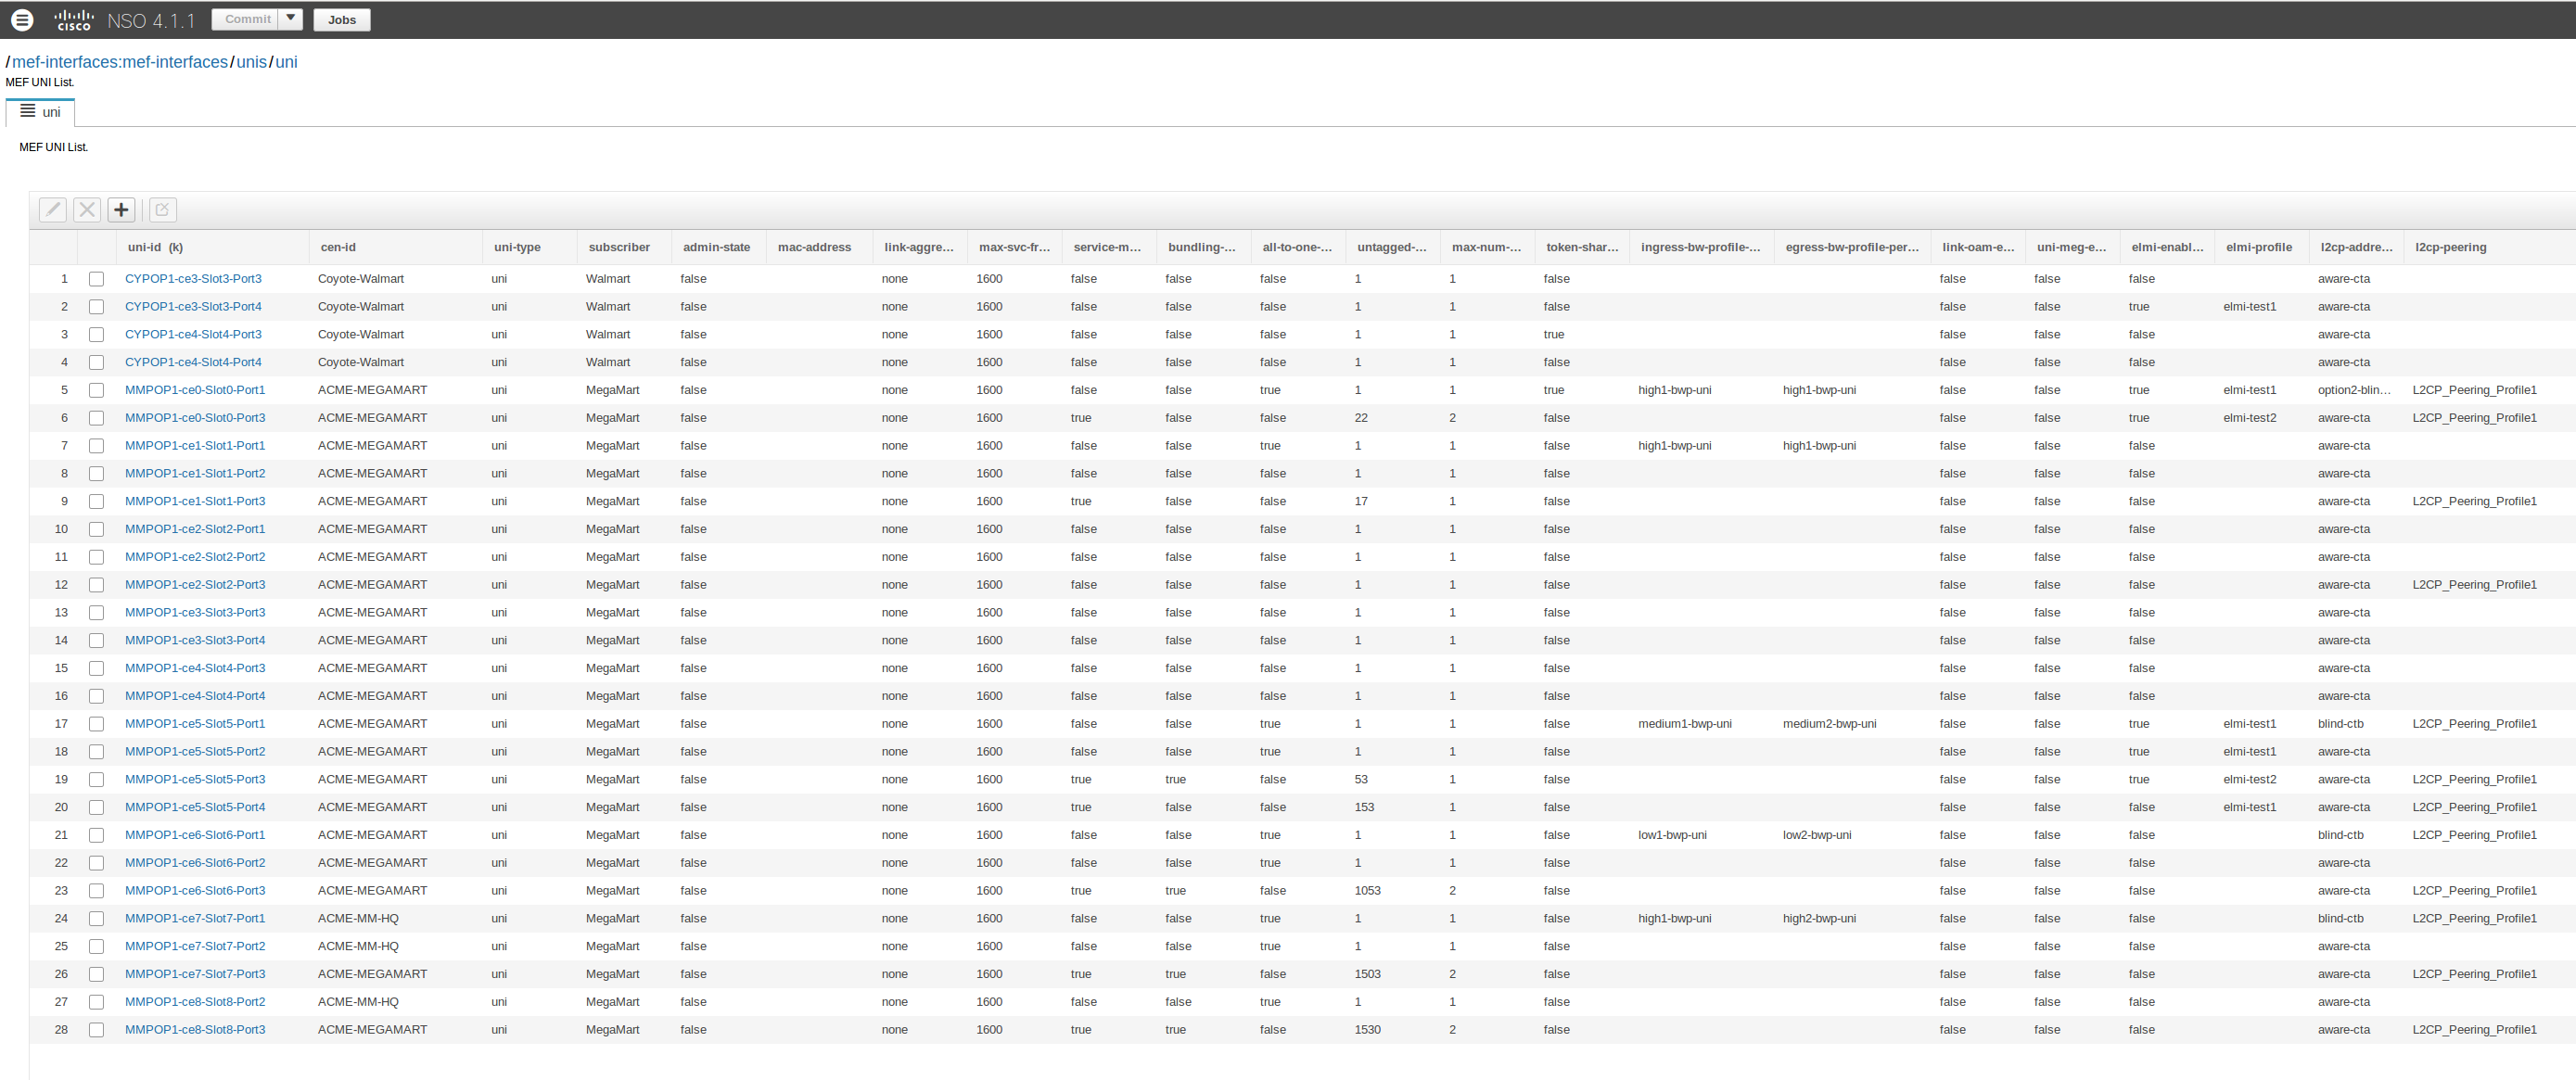 CISCO NSO 4.1.1 Commit Jobs
/mef-interfaces:mef-interfaces/unis/uni
MEF UNI List.
uni
MEF UNI List.
uni-id (k) cen-id uni-type subscriber admin-state mac-address link-aggre... max-svc-fr... service-m... bundling-... all-to-one-... untagged-... max-num-... token-shar... ingress-bw-profile-... egress-bw-profile-per... link-oam-e... uni-meg-e... elmi-enabl... elmi-profile l2cp-addre... l2cp-peering
1 CYPOP1-ce3-Slot3-Port3 Coyote-Walmart uni Walmart false none 1600 false false false 1 1 false false false false aware-cta
2 CYPOP1-ce3-Slot3-Port4 Coyote-Walmart uni Walmart false none 1600 false false false 1 1 false false false true elmi-test1 aware-cta
3 CYPOP1-ce4-Slot4-Port3 Coyote-Walmart uni Walmart false none 1600 false false false 1 1 true false false false aware-cta
4 CYPOP1-ce4-Slot4-Port4 Coyote-Walmart uni Walmart false none 1600 false false false 1 1 false false false false aware-cta
5 MMPOP1-ce0-Slot0-Port1 ACME-MEGAMART uni MegaMart false none 1600 false false true 1 1 true high1-bwp-uni high1-bwp-uni false false true elmi-test1 option2-blin... L2CP_Peering_Profile1
6 MMPOP1-ce0-Slot0-Port3 ACME-MEGAMART uni MegaMart false none 1600 true false false 22 2 false false false true elmi-test2 aware-cta L2CP_Peering_Profile1
7 MMPOP1-ce1-Slot1-Port1 ACME-MEGAMART uni MegaMart false none 1600 false false true 1 1 false high1-bwp-uni high1-bwp-uni false false false aware-cta
8 MMPOP1-ce1-Slot1-Port2 ACME-MEGAMART uni MegaMart false none 1600 false false false 1 1 false false false false aware-cta
9 MMPOP1-ce1-Slot1-Port3 ACME-MEGAMART uni MegaMart false none 1600 true false false 17 1 false false false false aware-cta L2CP_Peering_Profile1
10 MMPOP1-ce2-Slot2-Port1 ACME-MEGAMART uni MegaMart false none 1600 false false false 1 1 false false false false aware-cta
11 MMPOP1-ce2-Slot2-Port2 ACME-MEGAMART uni MegaMart false none 1600 false false false 1 1 false false false false aware-cta
12 MMPOP1-ce2-Slot2-Port3 ACME-MEGAMART uni MegaMart false none 1600 false false false 1 1 false false false false aware-cta L2CP_Peering_Profile1
13 MMPOP1-ce3-Slot3-Port3 ACME-MEGAMART uni MegaMart false none 1600 false false false 1 1 false false false false aware-cta
14 MMPOP1-ce3-Slot3-Port4 ACME-MEGAMART uni MegaMart false none 1600 false false false 1 1 false false false false aware-cta
15 MMPOP1-ce4-Slot4-Port3 ACME-MEGAMART uni MegaMart false none 1600 false false false 1 1 false false false false aware-cta
16 MMPOP1-ce4-Slot4-Port4 ACME-MEGAMART uni MegaMart false none 1600 false false false 1 1 false false false false aware-cta
17 MMPOP1-ce5-Slot5-Port1 ACME-MEGAMART uni MegaMart false none 1600 false false true 1 1 false medium1-bwp-uni medium2-bwp-uni false false true elmi-test1 blind-ctb L2CP_Peering_Profile1
18 MMPOP1-ce5-Slot5-Port2 ACME-MEGAMART uni MegaMart false none 1600 false false true 1 1 false false false true elmi-test1 aware-cta
19 MMPOP1-ce5-Slot5-Port3 ACME-MEGAMART uni MegaMart false none 1600 true true false 53 1 false false false true elmi-test2 aware-cta L2CP_Peering_Profile1
20 MMPOP1-ce5-Slot5-Port4 ACME-MEGAMART uni MegaMart false none 1600 true false false 153 1 false false false false elmi-test1 aware-cta L2CP_Peering_Profile1
21 MMPOP1-ce6-Slot6-Port1 ACME-MEGAMART uni MegaMart false none 1600 false false true 1 1 false low1-bwp-uni low2-bwp-uni false false false blind-ctb L2CP_Peering_Profile1
22 MMPOP1-ce6-Slot6-Port2 ACME-MEGAMART uni MegaMart false none 1600 false false true 1 1 false false false false aware-cta
23 MMPOP1-ce6-Slot6-Port3 ACME-MEGAMART uni MegaMart false none 1600 true true false 1053 2 false false false false aware-cta L2CP_Peering_Profile1
24 MMPOP1-ce7-Slot7-Port1 ACME-MM-HQ uni MegaMart false none 1600 false false true 1 1 false high1-bwp-uni high2-bwp-uni false false false blind-ctb L2CP_Peering_Profile1
25 MMPOP1-ce7-Slot7-Port2 ACME-MM-HQ uni MegaMart false none 1600 false false true 1 1 false false false false aware-cta
26 MMPOP1-ce7-Slot7-Port3 ACME-MEGAMART uni MegaMart false none 1600 true true false 1503 2 false false false false aware-cta L2CP_Peering_Profile1
27 MMPOP1-ce8-Slot8-Port2 ACME-MM-HQ uni MegaMart false none 1600 false false true 1 1 false false false false aware-cta
28 MMPOP1-ce8-Slot8-Port3 ACME-MEGAMART uni MegaMart false none 1600 true true false 1530 2 false false false false aware-cta L2CP_Peering_Profile1